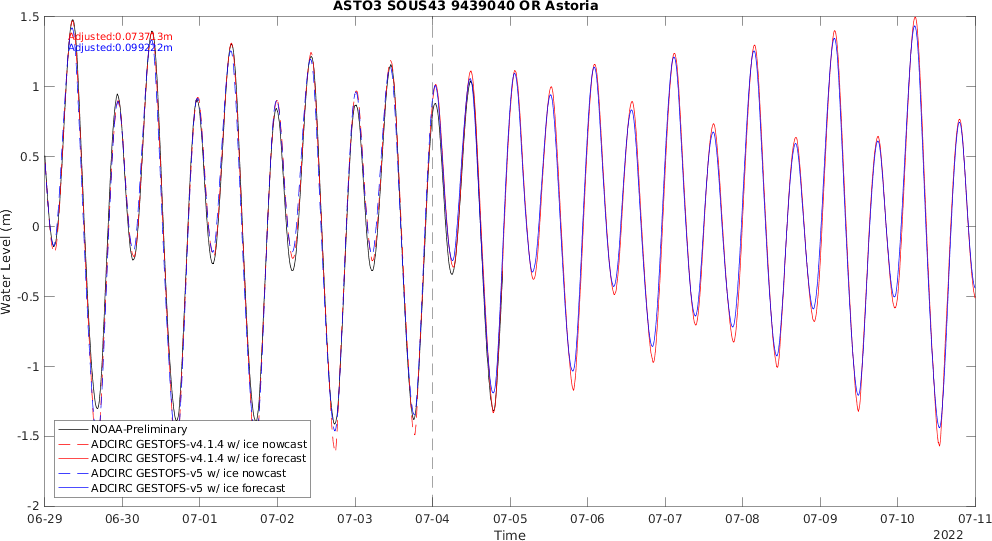 ASTO3 SOUS43 9439040 OR Astoria
Adjusted:0.073713m
Adjusted:0.099222m
1.5
1
0.5
0
-0.5
-1
-1.5
-2
Water Level (m)
NOAA-Preliminary
ADCIRC GESTOFS-v4.1.4 w/ ice nowcast
ADCIRC GESTOFS-v4.1.4 w/ ice forecast
ADCIRC GESTOFS-v5 w/ ice nowcast
ADCIRC GESTOFS-v5 w/ ice forecast
06-29 06-30 07-01 07-02 07-03 07-04 07-05 07-06 07-07 07-08 07-09 07-10 07-11
Time
2022